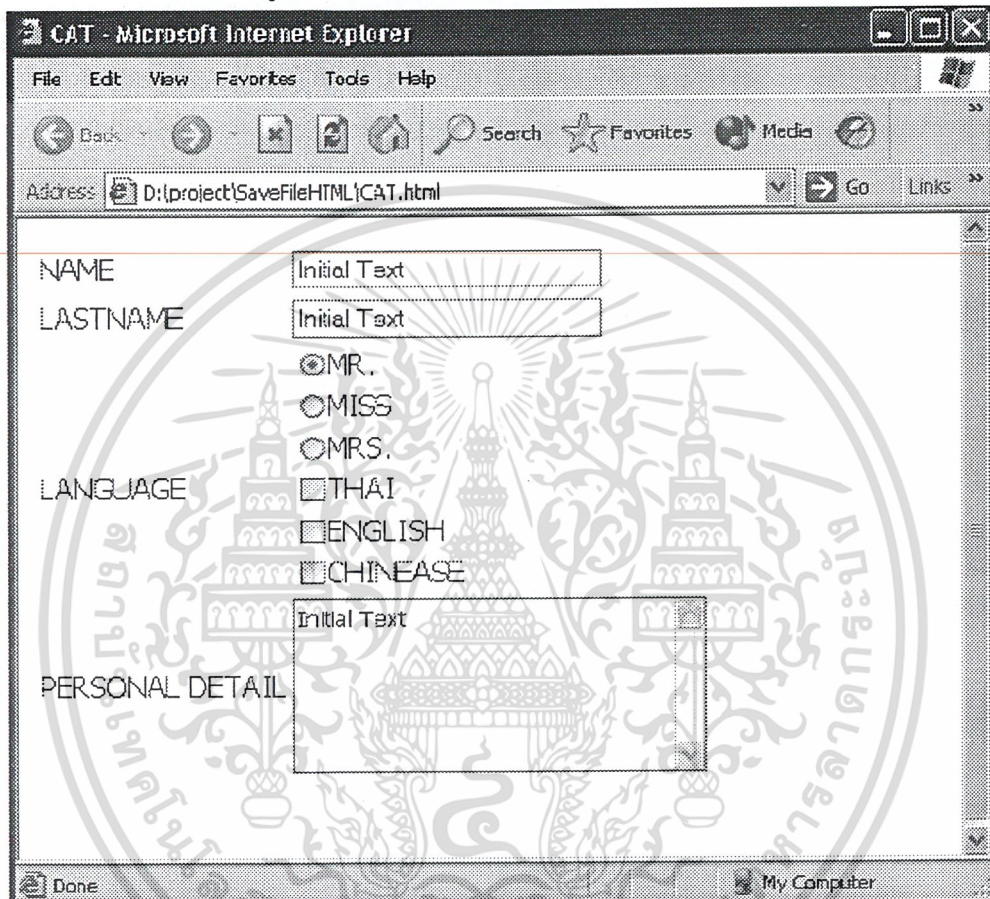 CAT - Microsoft Internet Explorer
File Edit View Favorites Tools Help
Back Search Favorites Media
Address D:\project\SaveFileHTML\CAT.html Go Links
NAME Initial Text
LASTNAME Initial Text
MR.
MISS
MRS.
LANGUAGE THAI
ENGLISH
CHINEASE
Initial Text
PERSONAL DETAIL
Done My Computer